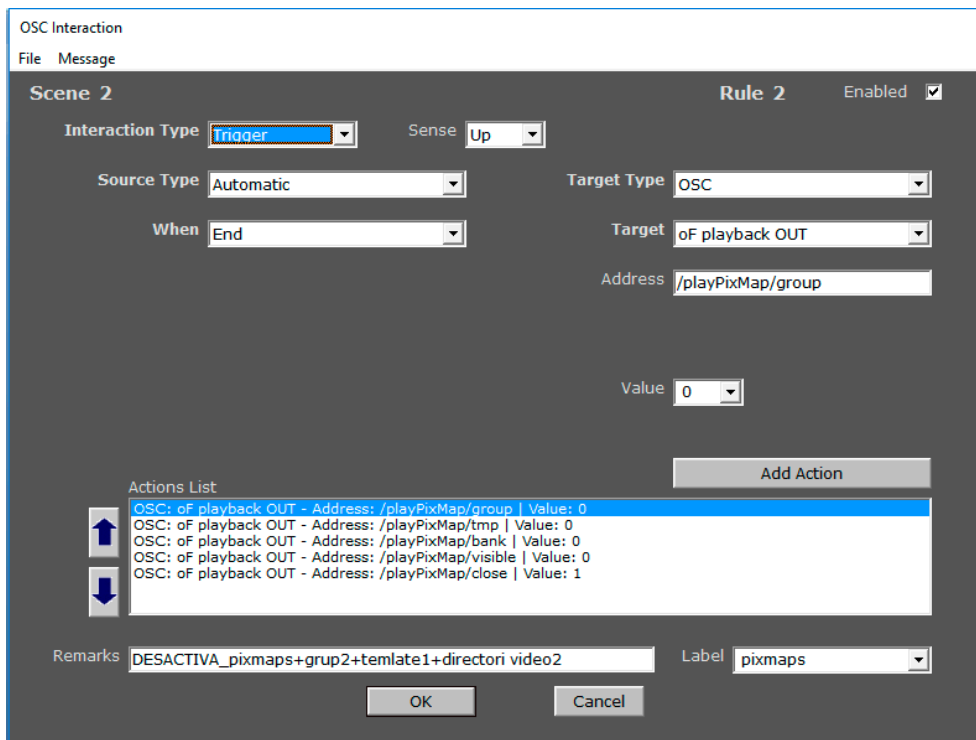 OSC Interaction
File Message
Scene 2 Rule 2 Enabled
Interaction Type Trigger Sense Up
Source Type Automatic Target Type OSC
When End Target oF playback OUT
Address /playPixMap/group
Value 0
Add Action
Actions List
OSC: oF playback OUT - Address: /playPixMap/group | Value: 0
OSC: oF playback OUT - Address: /playPixMap/tmp | Value: 0
OSC: oF playback OUT - Address: /playPixMap/bank | Value: 0
OSC: oF playback OUT - Address: /playPixMap/visible | Value: 0
OSC: oF playback OUT - Address: /playPixMap/close | Value: 1
Remarks DESACTIVA_pixmaps+grup2+temlate1+directori video2 Label pixmaps
OK Cancel